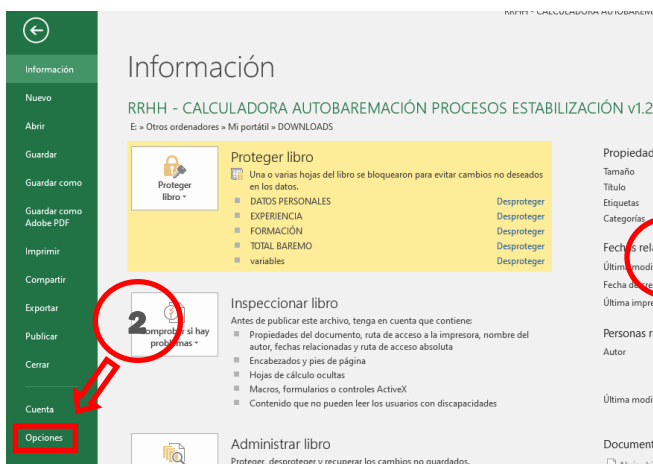 Información
Nuevo
Abrir
Guardar
Guardar como
Guardar como
Adobe PDF
Imprimir
Compartir
Exportar
Publicar
Cerrar
Cuenta
Opciones
Información
RRHH - CALCULADORA AUTOBAREMACIÓN PROCESOS ESTABILIZACIÓN v1.2
E: » Otros ordenadores » Mi portátil » DOWNLOADS
Proteger
libro
Proteger libro
Una o varias hojas del libro se bloquearon para evitar cambios no deseados
en los datos.
DATOS PERSONALES Desproteger
EXPERIENCIA Desproteger
FORMACIÓN Desproteger
TOTAL BAREMO Desproteger
variables Desproteger
2
Comprobar si hay
problemas
Inspeccionar libro
Antes de publicar este archivo, tenga en cuenta que contiene:
Propiedades del documento, ruta de acceso a la impresora, nombre del
autor, fechas relacionadas y ruta de acceso absoluta
Encabezados y pies de página
Hojas de cálculo ocultas
Macros, formularios o controles ActiveX
Contenido que no pueden leer los usuarios con discapacidades
Administrar libro
Proteger, desproteger y recuperar los cambios no guardados.
Propiedad
Tamaño
Título
Etiquetas
Categorías
Fechas rela
Última modi
Fecha de cre
Última impre
Personas r
Autor
Última modi
Document